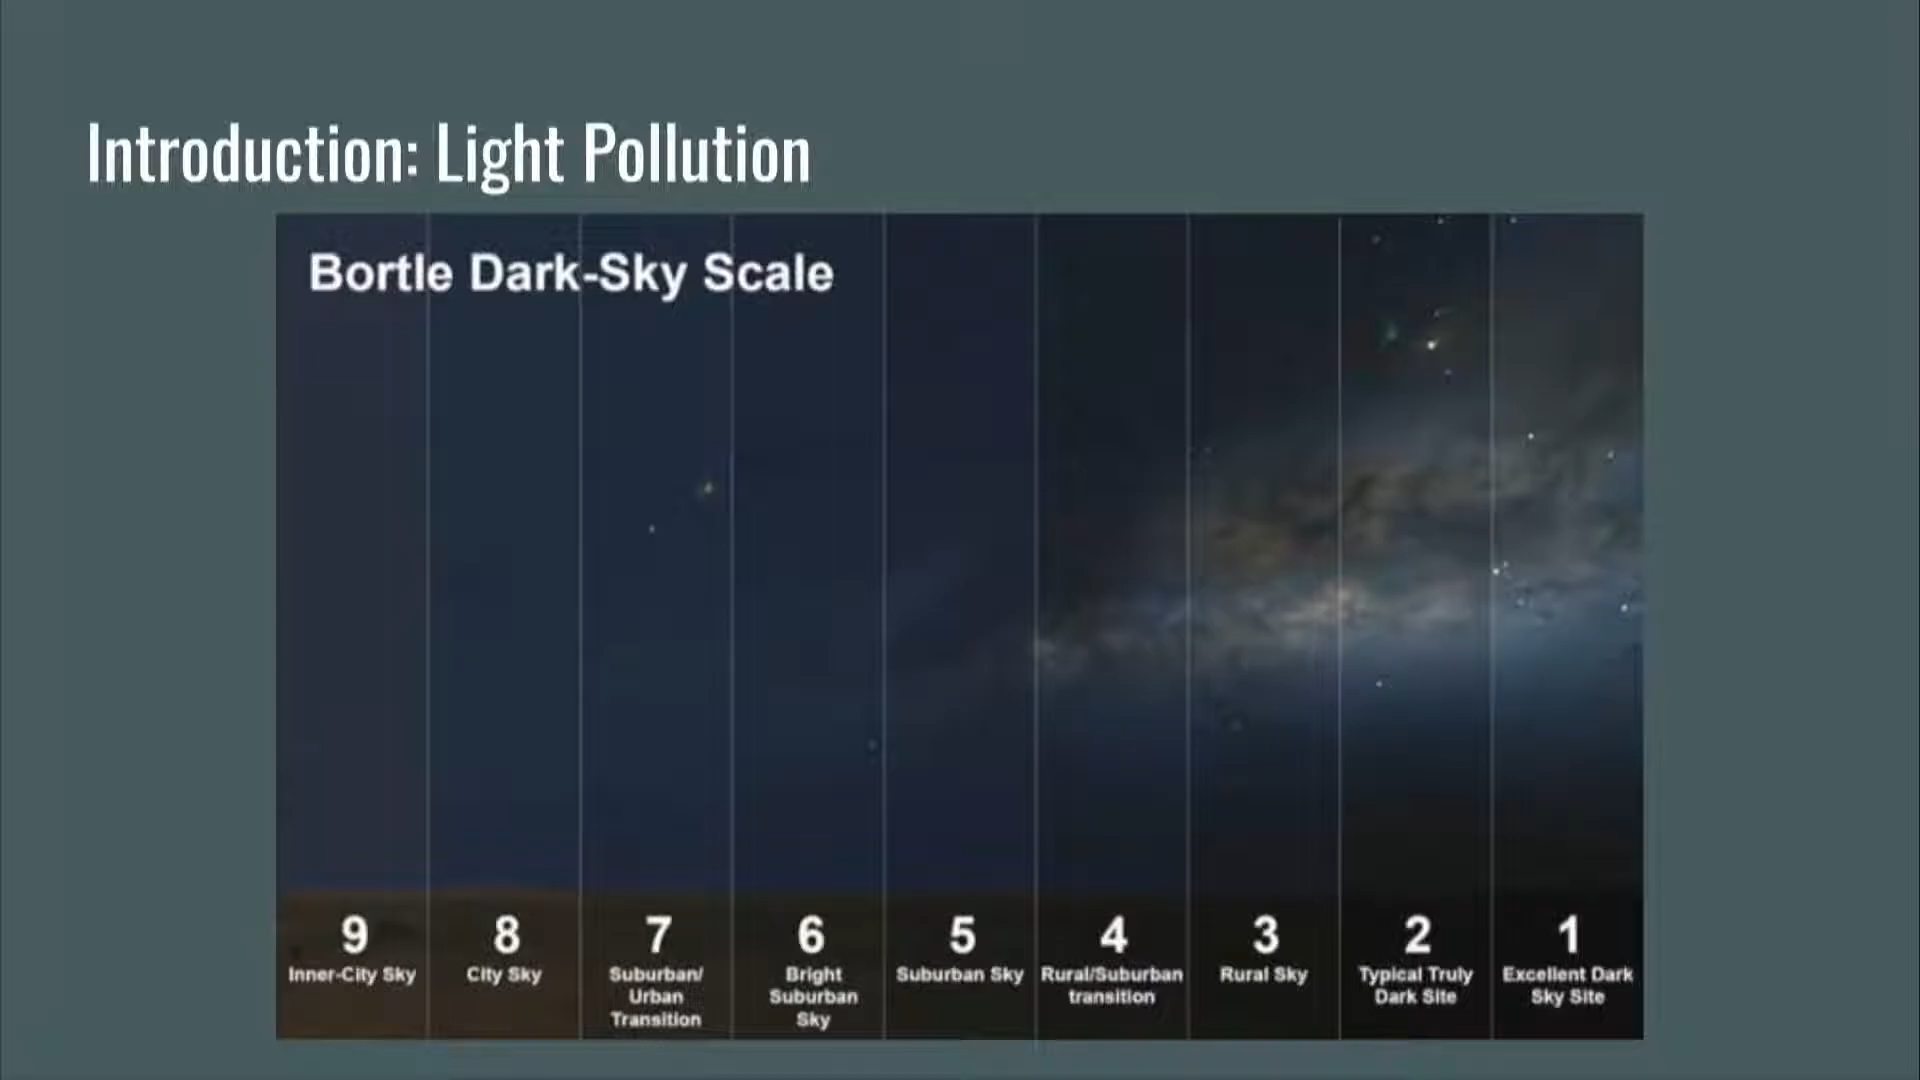 Introduction: Light Pollution
Bortle Dark-Sky Scale
9
Inner-City Sky
8
City Sky
7
Suburban/
Urban
Transition
6
Bright
Suburban
Sky
5
Suburban Sky
4
Rural/Suburban
transition
3
Rural Sky
2
Typical Truly
Dark Site
1
Excellent Dark
Sky Site